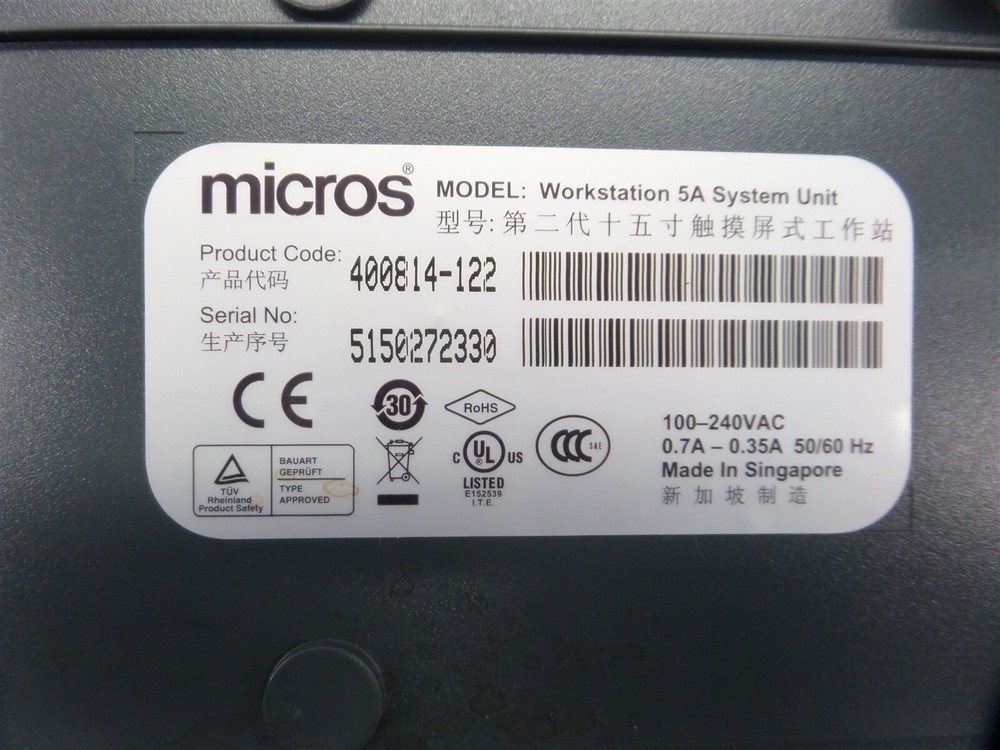 micros®
MODEL: Workstation 5A System Unit
型号: 第二代十五寸触摸屏式工作站
Product Code: 400814-122
产品代码
Serial No: 5150272330
生产序号
CE
30
RoHS
C UL US
LISTED
E152539
I.T.E.
CCC S&E
TÜV
Rheinland
Product Safety
BAUART
GEPRÜFT
TYPE
APPROVED
100–240VAC
0.7A – 0.35A 50/60 Hz
Made In Singapore
新加坡制造